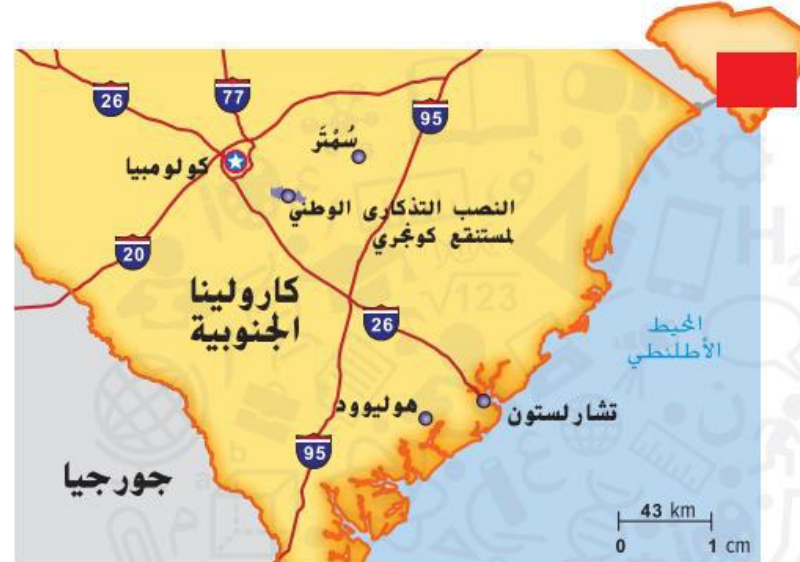 26
77
95
سُمْتَر
كولومبيا
النصب التذكاري الوطني
لمستنقع كونجري
20
كارولينا
الجنوبية
26
المحيط
الأطلنطي
هوليوود
تشارلستون
95
جورجيا
43 km
0 1 cm
√123
H